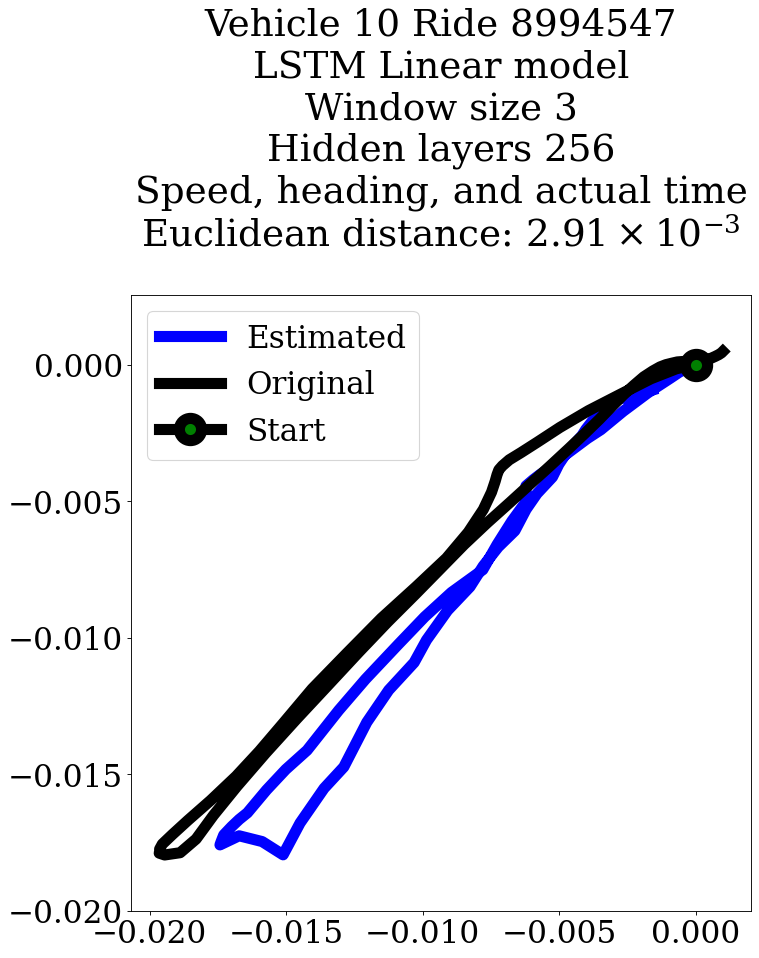 Vehicle 10 Ride 8994547
LSTM Linear model
Window size 3
Hidden layers 256
Speed, heading, and actual time
Euclidean distance: 2.91 × 10⁻³
Estimated
Original
Start
0.000
−0.005
−0.010
−0.015
−0.020
−0.020 −0.015 −0.010 −0.005 0.000